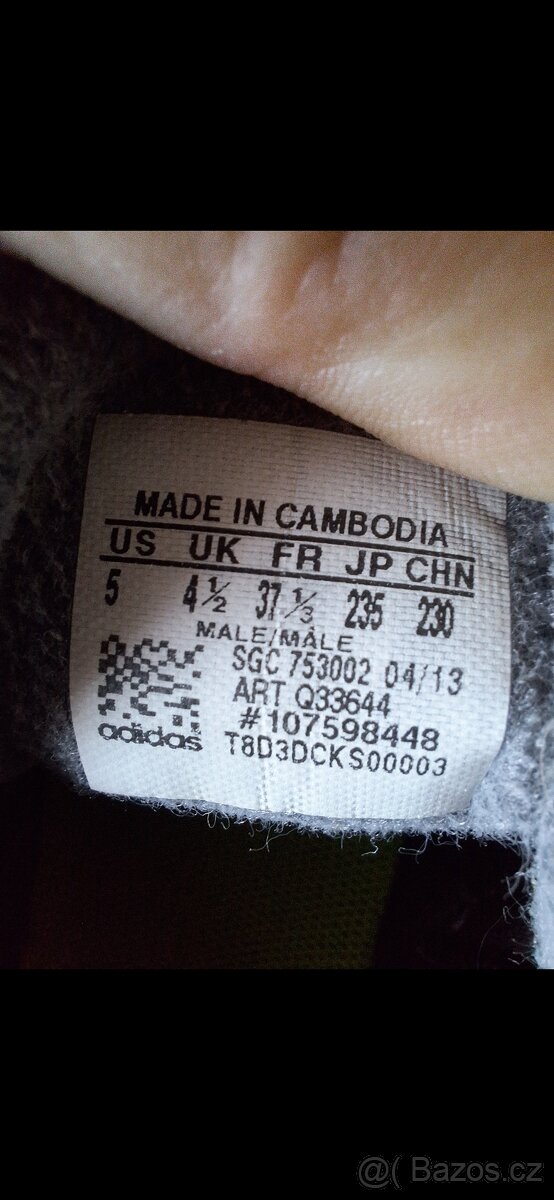 MADE IN CAMBODIA
US UK FR JP CHN
5 4½ 37⅓ 235 230
MALE/MÂLE
SGC 753002 04/13
ART Q33644
#107598448
adidas T8D3DCKS00003
@( Bazos.cz